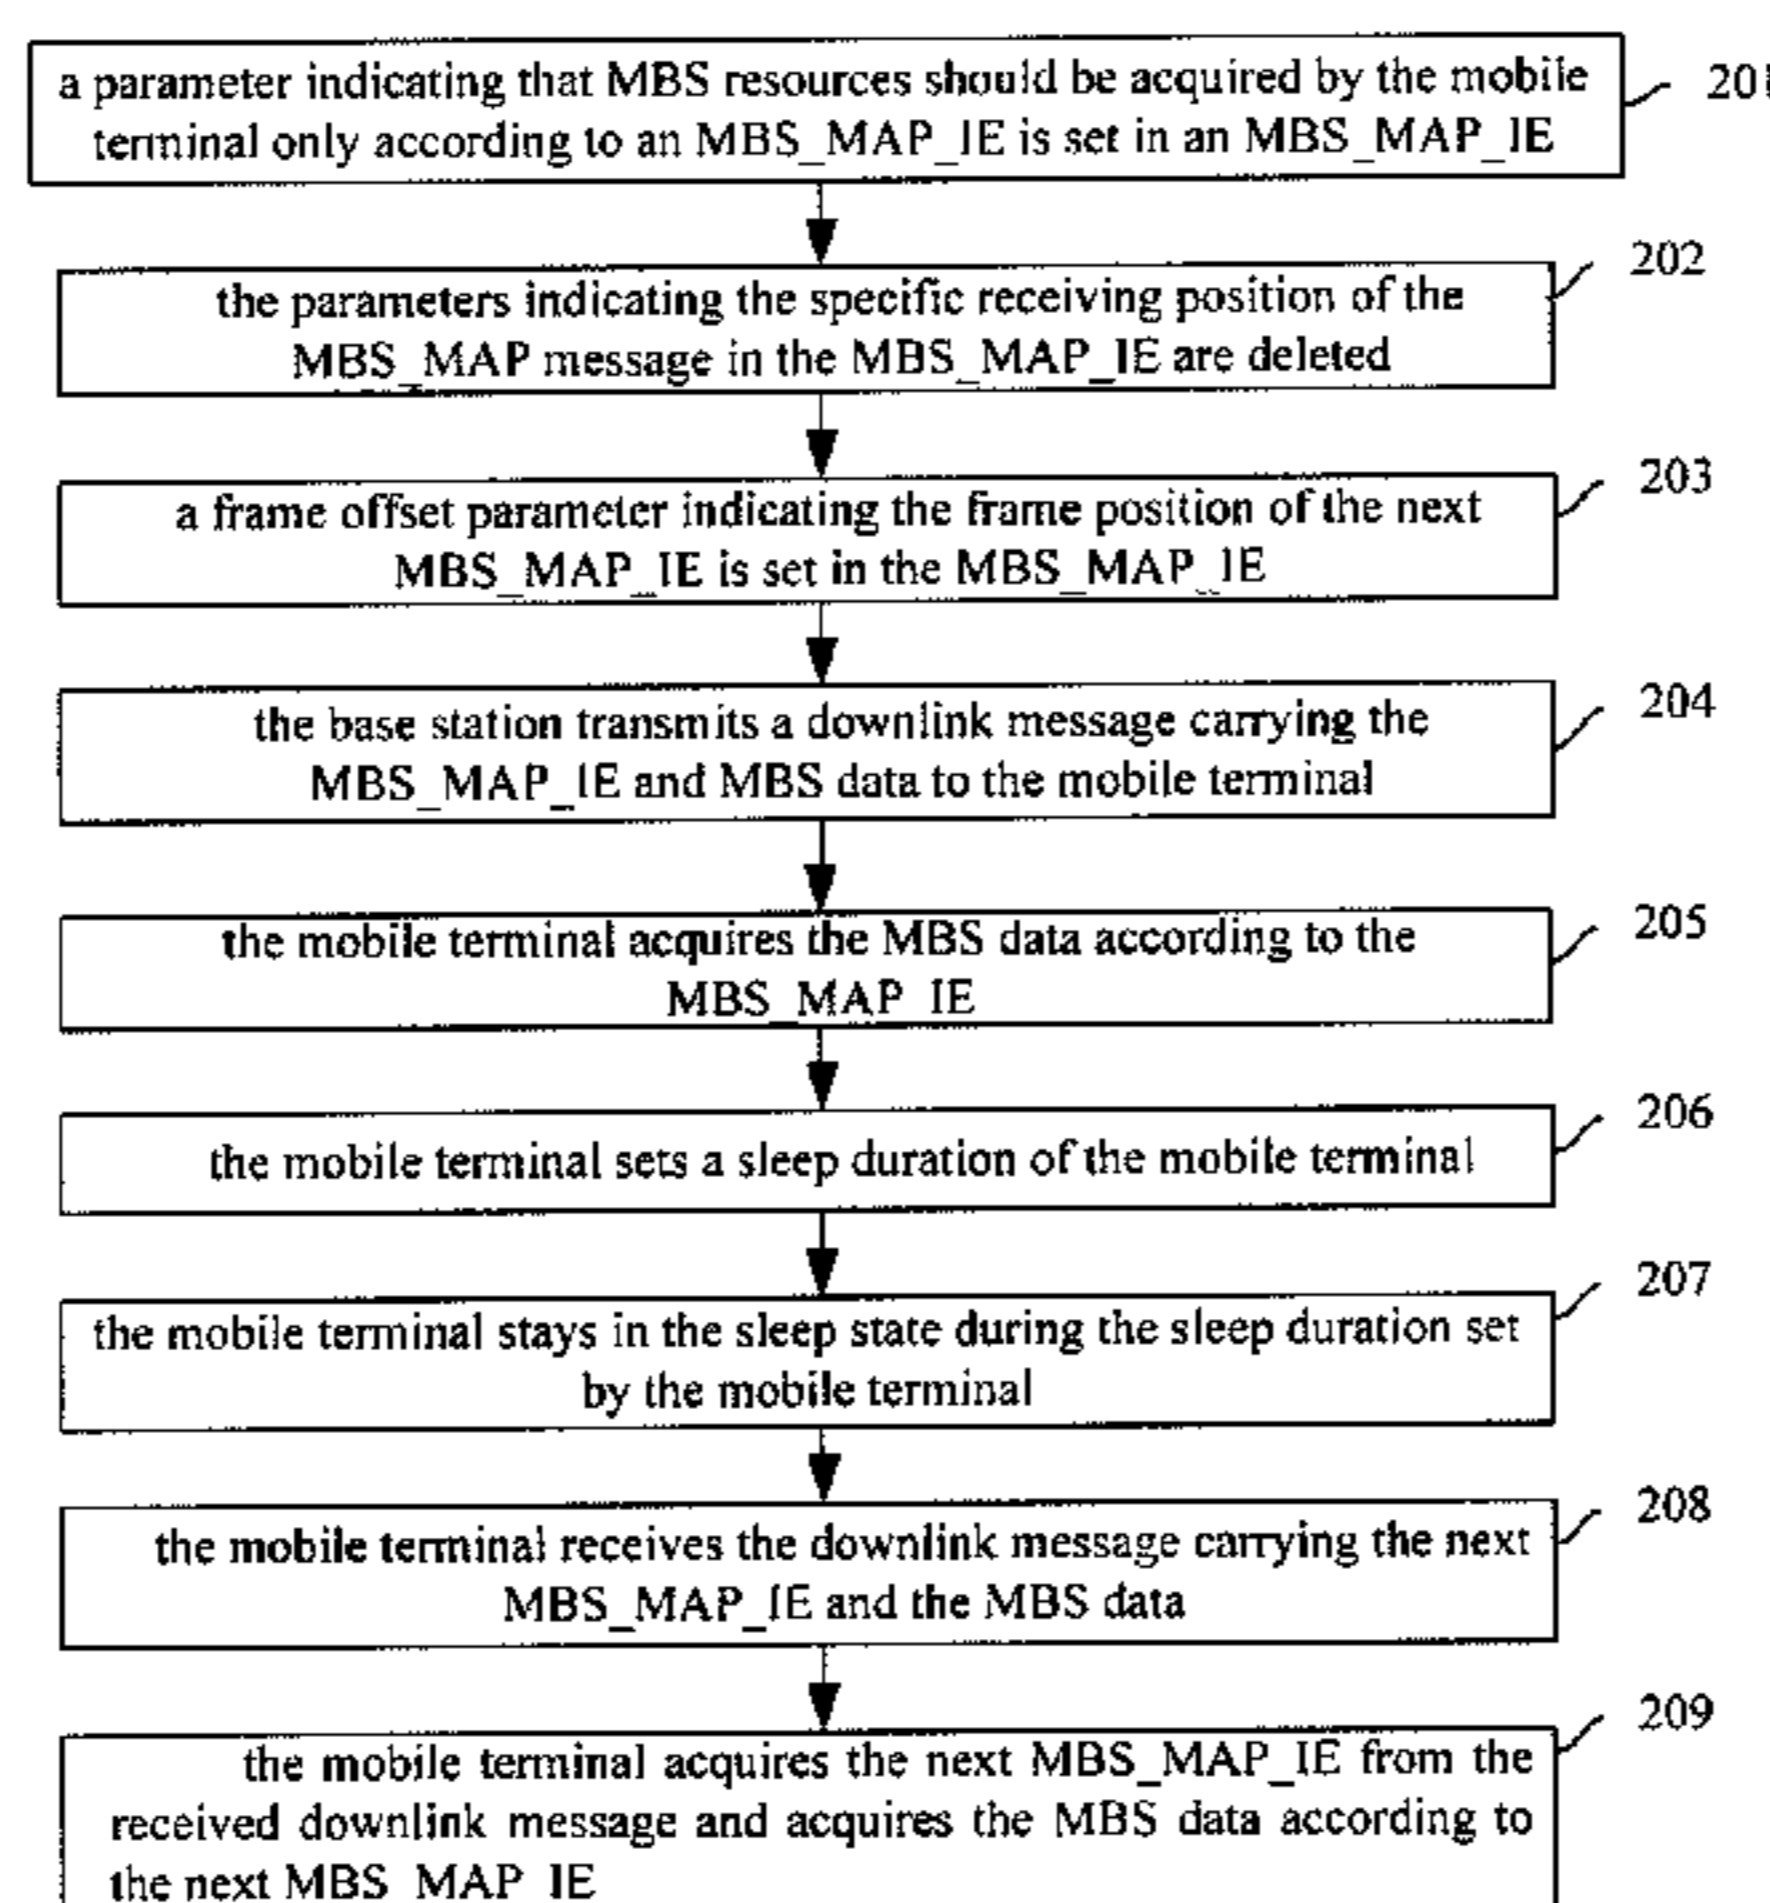 a parameter indicating that MBS resources should be acquired by the mobile
terminal only according to an MBS_MAP_IE is set in an MBS_MAP_IE
201
202
the parameters indicating the specific receiving position of the
MBS_MAP message in the MBS_MAP_IE are deleted
203
a frame offset parameter indicating the frame position of the next
MBS_MAP_IE is set in the MBS_MAP_IE
204
the base station transmits a downlink message carrying the
MBS_MAP_IE and MBS data to the mobile terminal
205
the mobile terminal acquires the MBS data according to the
MBS_MAP_IE
206
the mobile terminal sets a sleep duration of the mobile terminal
207
the mobile terminal stays in the sleep state during the sleep duration set
by the mobile terminal
208
the mobile terminal receives the downlink message carrying the next
MBS_MAP_IE and the MBS data
209
the mobile terminal acquires the next MBS_MAP_IE from the
received downlink message and acquires the MBS data according to
the next MBS_MAP_IE